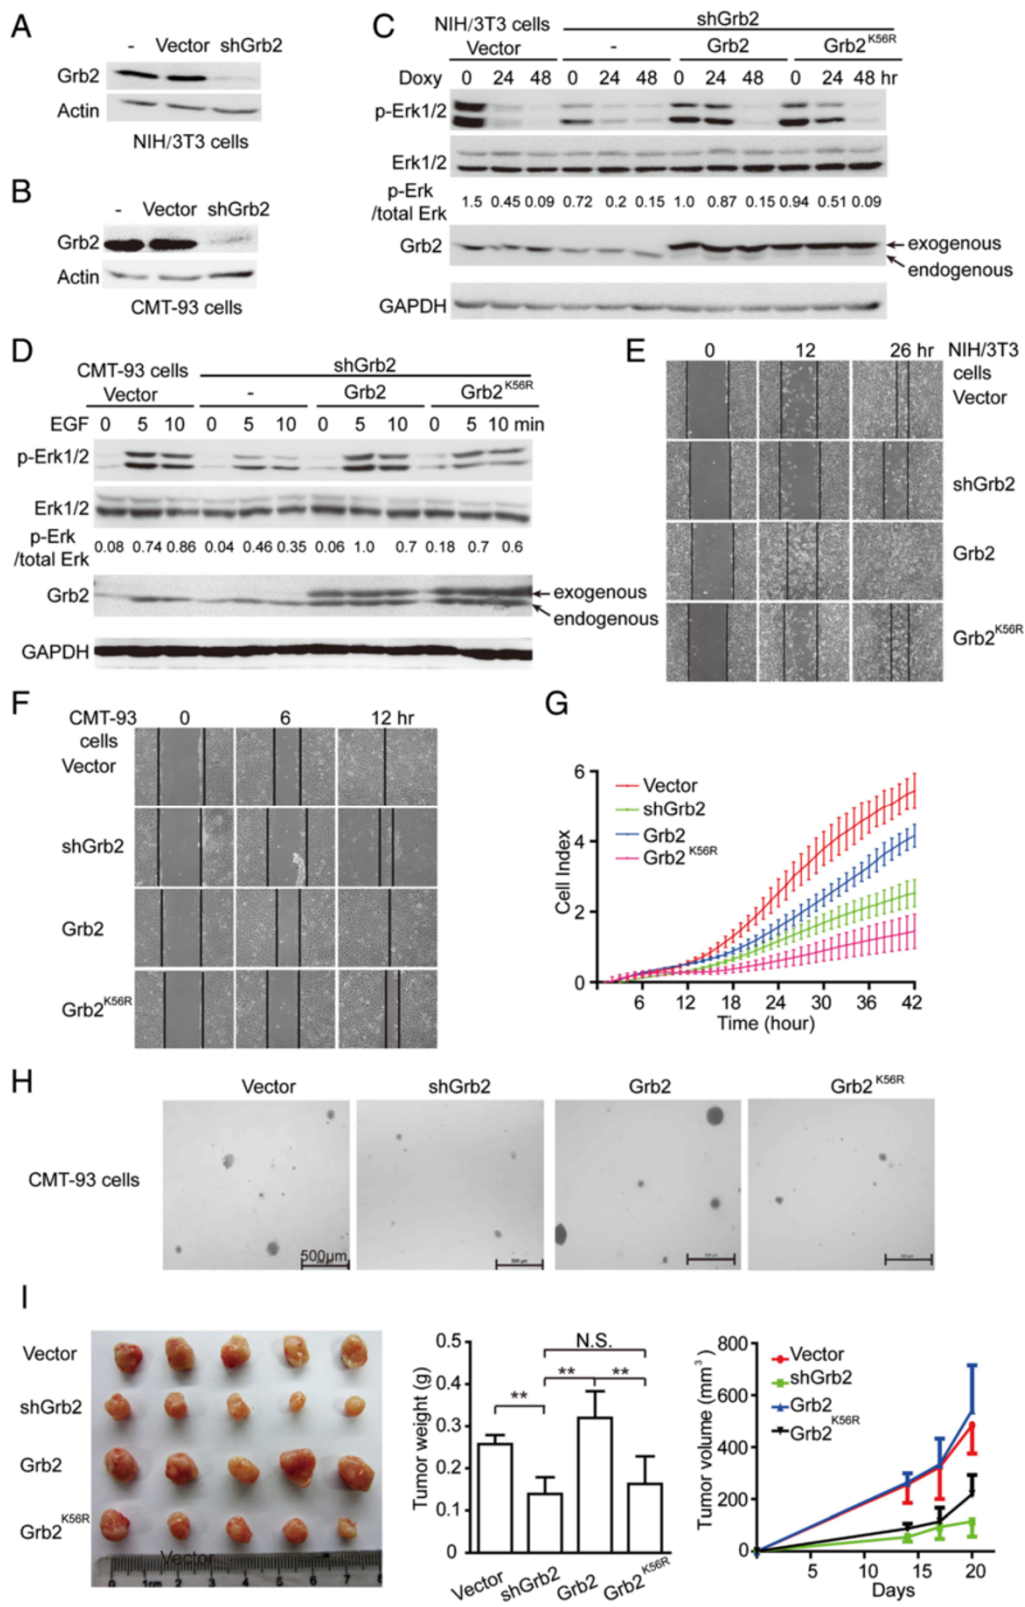 A
- Vector shGrb2
Grb2
Actin
NIH/3T3 cells
B
- Vector shGrb2
Grb2
Actin
CMT-93 cells
C
NIH/3T3 cells shGrb2
Vector - Grb2 Grb2K56R
Doxy 0 24 48 0 24 48 0 24 48 0 24 48 hr
p-Erk1/2
Erk1/2
p-Erk
/total Erk 1.5 0.45 0.09 0.72 0.2 0.15 1.0 0.87 0.15 0.94 0.51 0.09
Grb2 exogenous
endogenous
GAPDH
D
CMT-93 cells shGrb2
Vector - Grb2 Grb2K56R
EGF 0 5 10 0 5 10 0 5 10 0 5 10 min
p-Erk1/2
Erk1/2
p-Erk
/total Erk 0.08 0.74 0.86 0.04 0.46 0.35 0.06 1.0 0.7 0.18 0.7 0.6
Grb2 exogenous
endogenous
GAPDH
E
0 12 26 hr NIH/3T3
cells
Vector
shGrb2
Grb2
Grb2K56R
F
CMT-93 0 6 12 hr
cells
Vector
shGrb2
Grb2
Grb2K56R
G
6
4
2
0
Cell Index
Vector
shGrb2
Grb2
Grb2K56R
6 12 18 24 30 36 42
Time (hour)
H
Vector shGrb2 Grb2 Grb2K56R
CMT-93 cells
500μm
I
Vector
shGrb2
Grb2
Grb2K56R
Vector
0 1cm 2 3 4 5 6 7 8
Tumor weight (g)
0.5
0.4
0.3
0.2
0.1
0
N.S.
** **
**
Vector shGrb2 Grb2 Grb2K56R
Tumor volume (mm3)
800
600
400
200
0
Vector
shGrb2
Grb2
Grb2K56R
5 10 15 20
Days